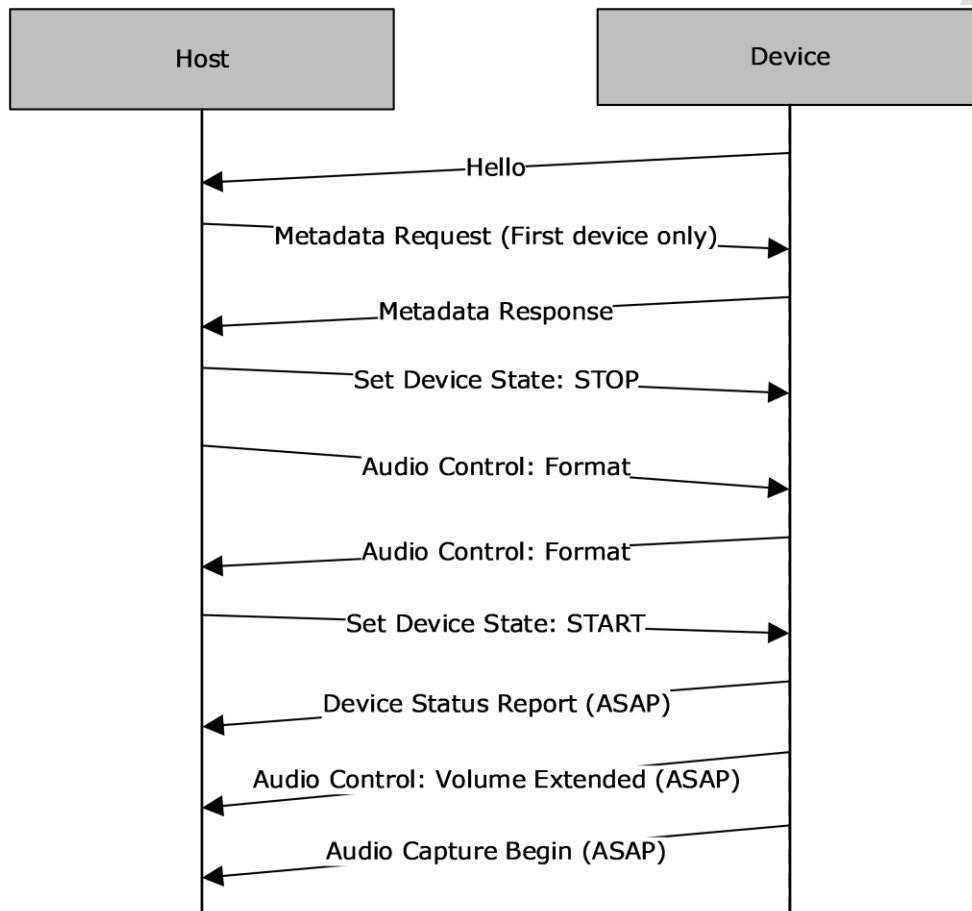 Host
Device
Hello
Metadata Request (First device only)
Metadata Response
Set Device State: STOP
Audio Control: Format
Audio Control: Format
Set Device State: START
Device Status Report (ASAP)
Audio Control: Volume Extended (ASAP)
Audio Capture Begin (ASAP)